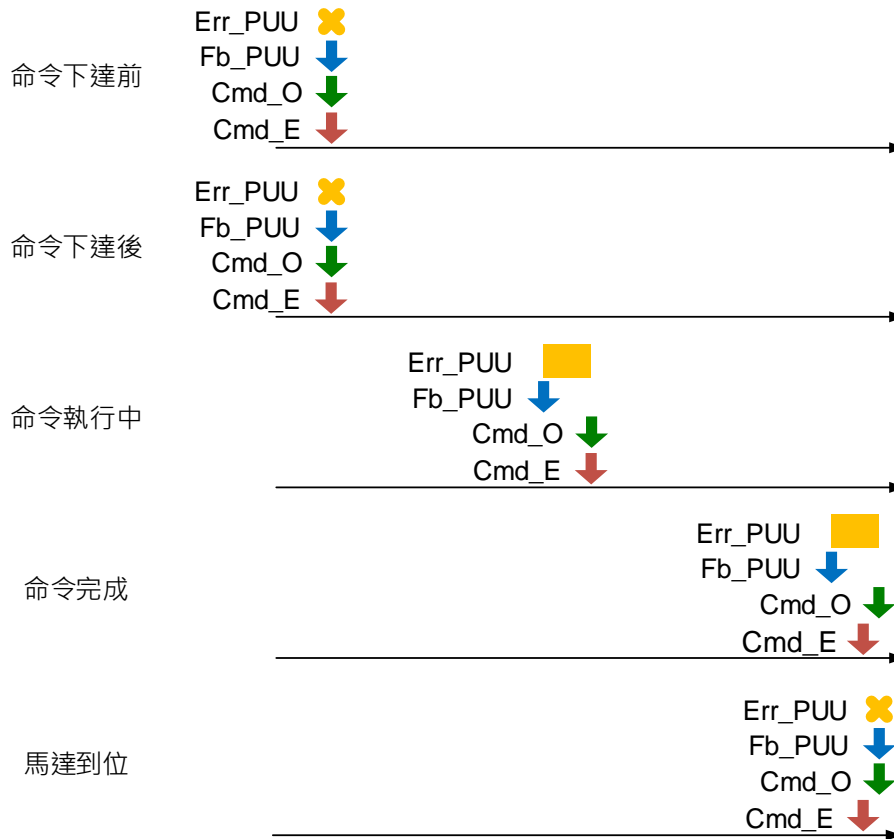 Err_PUU
Fb_PUU
命令下達前
Cmd_O
Cmd_E
Err_PUU
Fb_PUU
命令下達後
Cmd_O
Cmd_E
Err_PUU
Fb_PUU
命令執行中
Cmd_O
Cmd_E
Err_PUU
Fb_PUU
命令完成
Cmd_O
Cmd_E
Err_PUU
Fb_PUU
馬達到位
Cmd_O
Cmd_E